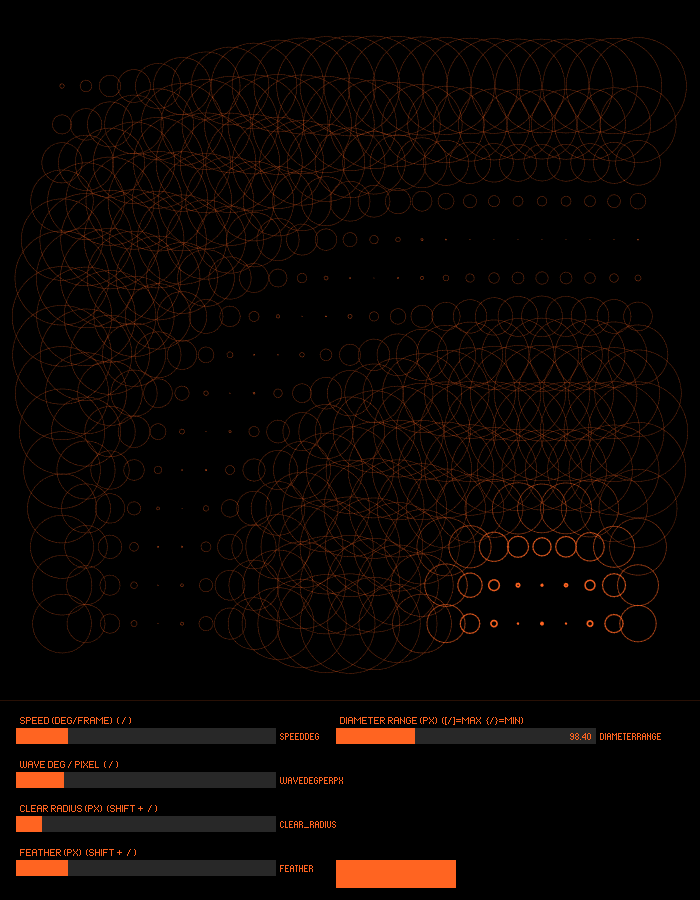 SPEED (DEG/FRAME) ( / )
SPEEDDEG
DIAMETER RANGE (PX) ([/]=MAX {/}=MIN)
98.40
DIAMETERRANGE
WAVE DEG / PIXEL ( / )
WAVEDEGPERPX
CLEAR RADIUS (PX) (SHIFT + / )
CLEAR_RADIUS
FEATHER (PX) (SHIFT + / )
FEATHER